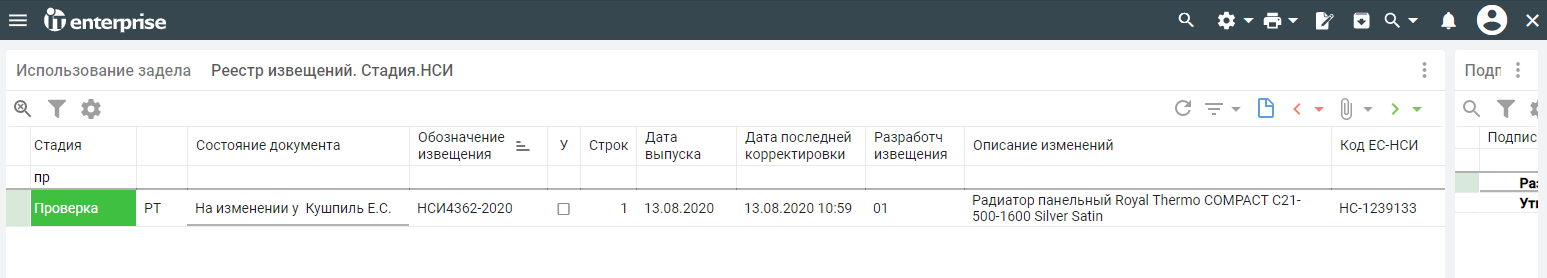 it enterprise
Использование задела Реестр извещений. Стадия.НСИ
Подп
Стадия
Состояние документа
Обозначение
извещения
У
Строк
Дата
выпуска
Дата последней
корректировки
Разработч
извещения
Описание изменений
Код ЕС-НСИ
Подпис
пр
Проверка
РТ
На изменении у Кушпиль Е.С.
НСИ4362-2020
1
13.08.2020
13.08.2020 10:59
01
Радиатор панельный Royal Thermo COMPACT C21-
500-1600 Silver Satin
НС-1239133
Раз
Утв